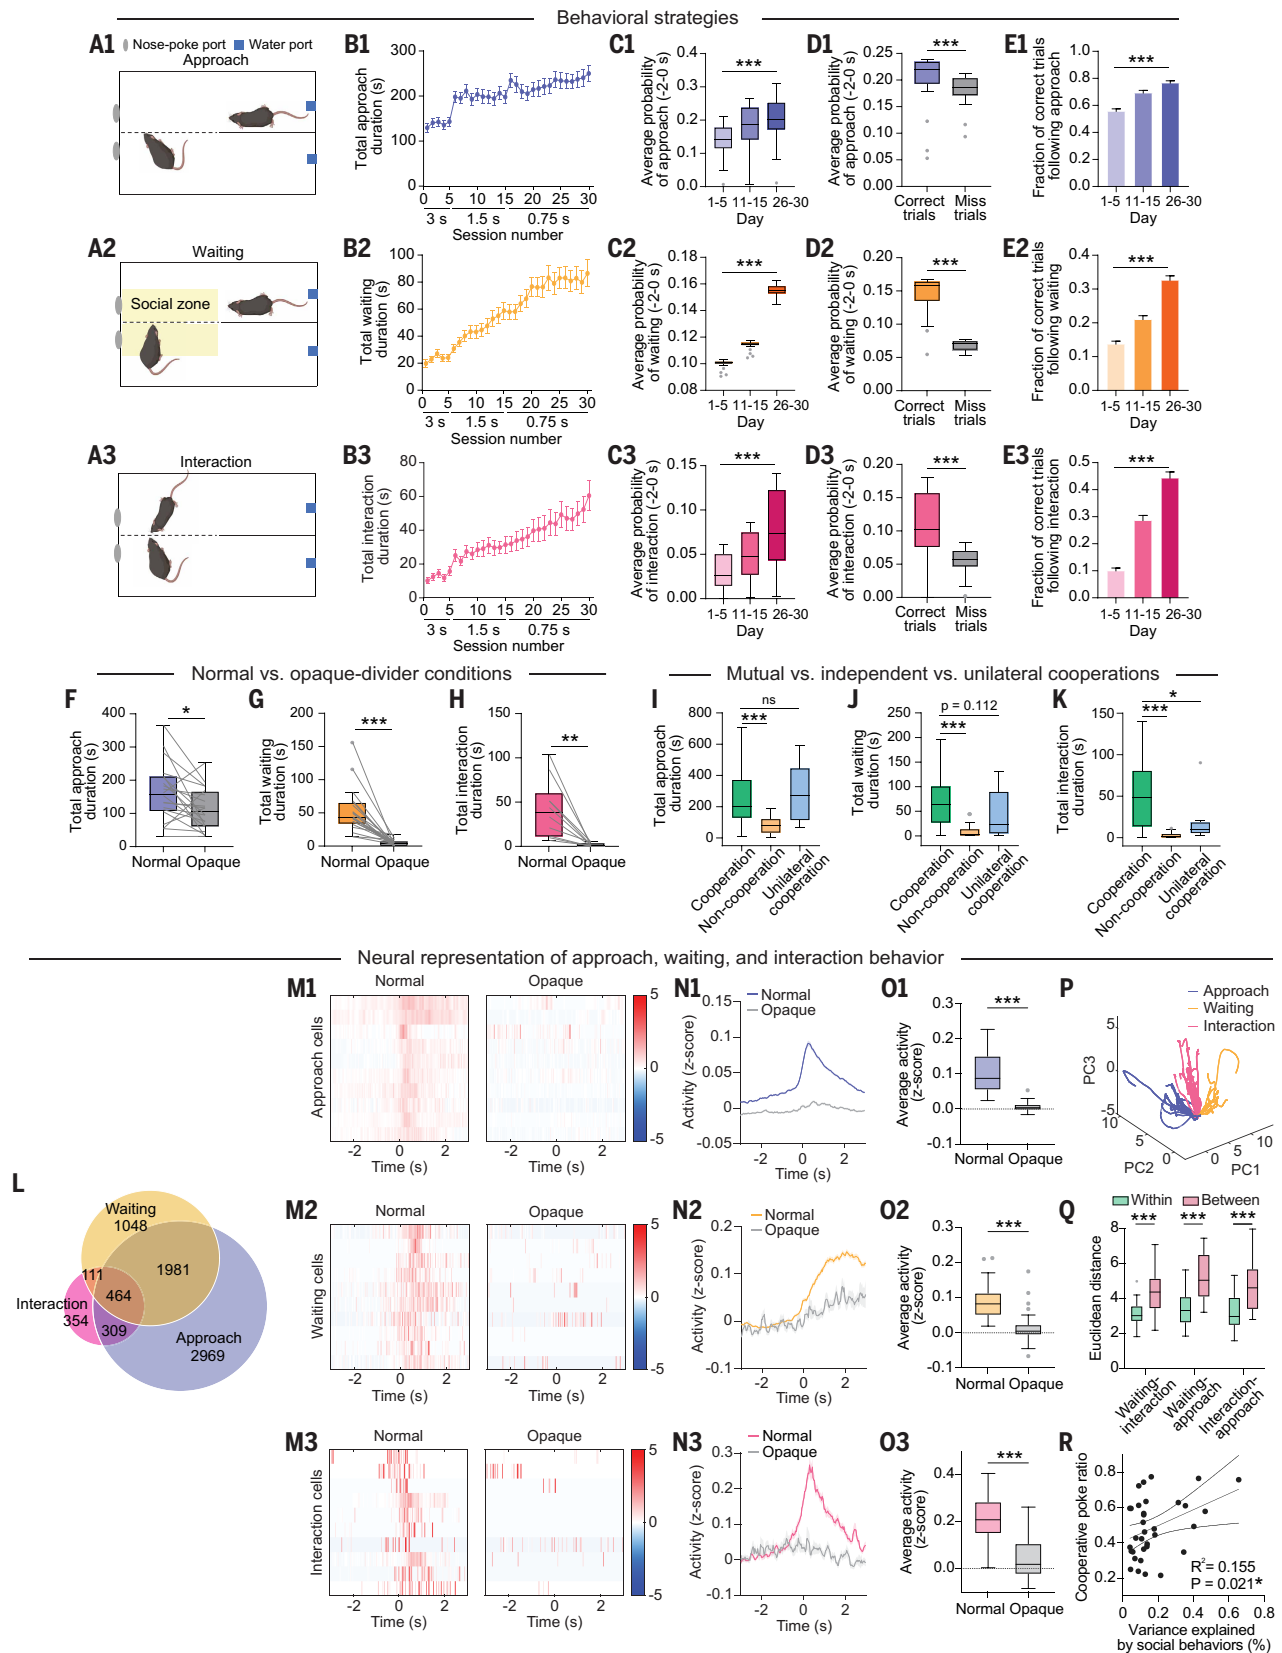 Behavioral strategies
A1 Nose-poke port Water port
Approach
B1
Total approach
duration (s)
300
200
100
0
0 5 10 15 20 25 30
3 s 1.5 s 0.75 s
Session number
C1
Average probability
of approach (-2-0 s)
0.4
0.3
0.2
0.1
0.0
***
1-5 11-15 26-30
Day
D1
Average probability
of approach (-2-0 s)
0.25
0.20
0.15
0.10
0.05
0.00
***
Correct
trials
Miss
trials
E1
Fraction of correct trials
following approach
1.0
0.8
0.6
0.4
0.2
0.0
***
1-5 11-15 26-30
Day
A2
Waiting
Social zone
B2
Total waiting
duration (s)
100
80
60
40
20
0
0 5 10 15 20 25 30
3 s 1.5 s 0.75 s
Session number
C2
Average probability
of waiting (-2-0 s)
0.18
0.16
0.14
0.12
0.10
0.08
***
1-5 11-15 26-30
Day
D2
Average probability
of waiting (-2-0 s)
0.20
0.15
0.10
0.05
0.00
***
Correct
trials
Miss
trials
E2
Fraction of correct trials
following waiting
0.4
0.3
0.2
0.1
0.0
***
1-5 11-15 26-30
Day
A3
Interaction
B3
Total interaction
duration (s)
80
60
40
20
0
0 5 10 15 20 25 30
3 s 1.5 s 0.75 s
Session number
C3
Average probability
of interaction (-2-0 s)
0.15
0.10
0.05
0.00
***
1-5 11-15 26-30
Day
D3
Average probability
of interaction (-2-0 s)
0.20
0.15
0.10
0.05
0.00
***
Correct
trials
Miss
trials
E3
Fraction of correct trials
following interaction
0.5
0.4
0.3
0.2
0.1
0.0
***
1-5 11-15 26-30
Day
Normal vs. opaque-divider conditions
F
Total approach
duration (s)
400
300
200
100
0
*
Normal Opaque
G
Total waiting
duration (s)
200
150
100
50
0
***
Normal Opaque
H
Total interaction
duration (s)
150
100
50
0
**
Normal Opaque
Mutual vs. independent vs. unilateral cooperations
I
Total approach
duration (s)
800
600
400
200
0
ns
***
Cooperation
Non-cooperation
Unilateral
cooperation
J
Total waiting
duration (s)
250
200
150
100
50
0
p = 0.112
***
Cooperation
Non-cooperation
Unilateral
cooperation
K
Total interaction
duration (s)
150
100
50
0
*
***
Cooperation
Non-cooperation
Unilateral
cooperation
Neural representation of approach, waiting, and interaction behavior
L
Waiting
1048
111
1981
464
Interaction
354
309
Approach
2969
M1
Normal Opaque
Approach cells
-2 0 2
Time (s)
-2 0 2
Time (s)
5
0
-5
N1
Normal
Opaque
Activity (z-score)
0.15
0.1
0.05
0
-0.05
-2 0 2
Time (s)
O1
Average activity
(z-score)
0.3
0.2
0.1
0.0
-0.1
***
Normal Opaque
P
Approach
Waiting
Interaction
PC3
5
0
-5
10
5
0
PC2
0
5
10
PC1
M2
Normal Opaque
Waiting cells
-2 0 2
Time (s)
-2 0 2
Time (s)
5
0
-5
N2
Normal
Opaque
Activity (z-score)
0.2
0.1
0
-0.1
-2 0 2
Time (s)
O2
Average activity
(z-score)
0.3
0.2
0.1
0.0
-0.1
***
Normal Opaque
Q
Within Between
Euclidean distance
8
6
4
2
0
*** *** ***
Waiting-
interaction
Waiting-
approach
Interaction-
approach
M3
Normal Opaque
Interaction cells
-2 0 2
Time (s)
-2 0 2
Time (s)
5
0
-5
N3
Normal
Opaque
Activity (z-score)
0.3
0.2
0.1
0
-0.1
-2 0 2
Time (s)
O3
Average activity
(z-score)
0.4
0.2
0.0
***
Normal Opaque
R
Cooperative poke ratio
0.8
0.6
0.4
0.2
R²= 0.155
P = 0.021*
0 0.2 0.4 0.6 0.8
Variance explained
by social behaviors (%)